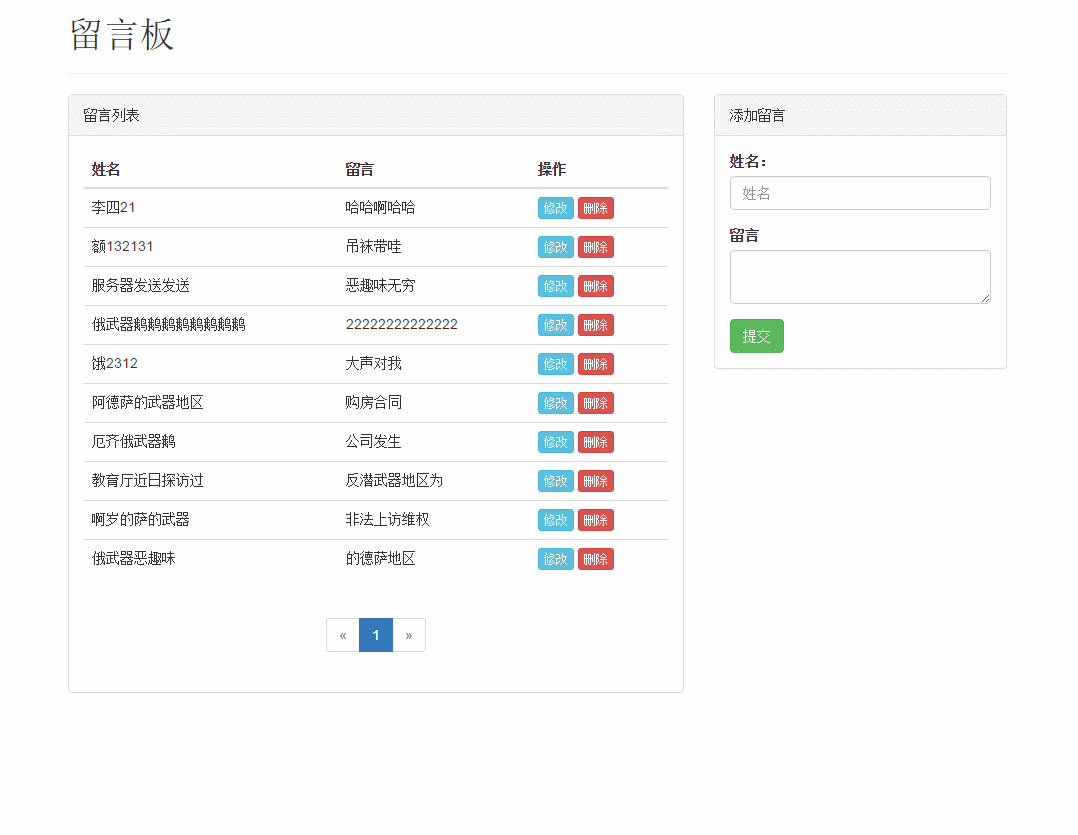 留言板
留言列表
姓名 留言 操作
李四21 哈哈啊哈哈 修改 删除
额132131 吊袜带哇 修改 删除
服务器发送发送 恶趣味无穷 修改 删除
俄武器鹅鹅鹅鹅鹅鹅鹅鹅 22222222222222 修改 删除
饿2312 大声对我 修改 删除
阿德萨的武器地区 购房合同 修改 删除
厄齐俄武器鹅 公司发生 修改 删除
教育厅近日探访过 反潜武器地区为 修改 删除
啊岁的萨的武器 非法上访维权 修改 删除
俄武器恶趣味 的德萨地区 修改 删除
« 1 »
添加留言
姓名：
姓名
留言
提交